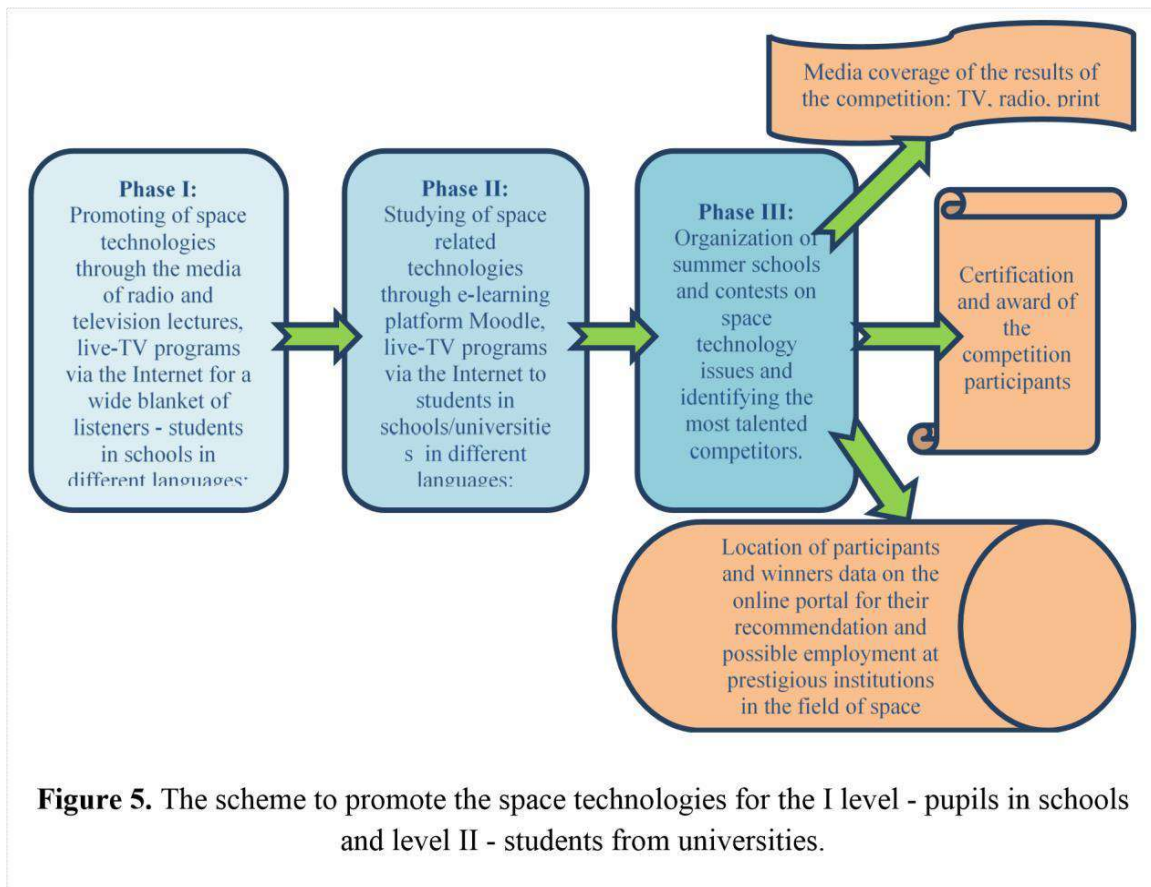 Media coverage of the results of
the competition: TV, radio, print
Phase I:
Promoting of space
technologies
through the media
of radio and
television lectures,
live-TV programs
via the Internet for a
wide blanket of
listeners - students
in schools in
different languages;
Phase II:
Studying of space
related
technologies
through e-learning
platform Moodle,
live-TV programs
via the Internet to
students in
schools/universitie
s in different
languages;
Phase III:
Organization of
summer schools
and contests on
space
technology
issues and
identifying the
most talented
competitors.
Certification
and award of
the
competition
participants
Location of participants
and winners data on the
online portal for their
recommendation and
possible employment at
prestigious institutions
in the field of space
Figure 5. The scheme to promote the space technologies for the I level - pupils in schools
and level II - students from universities.